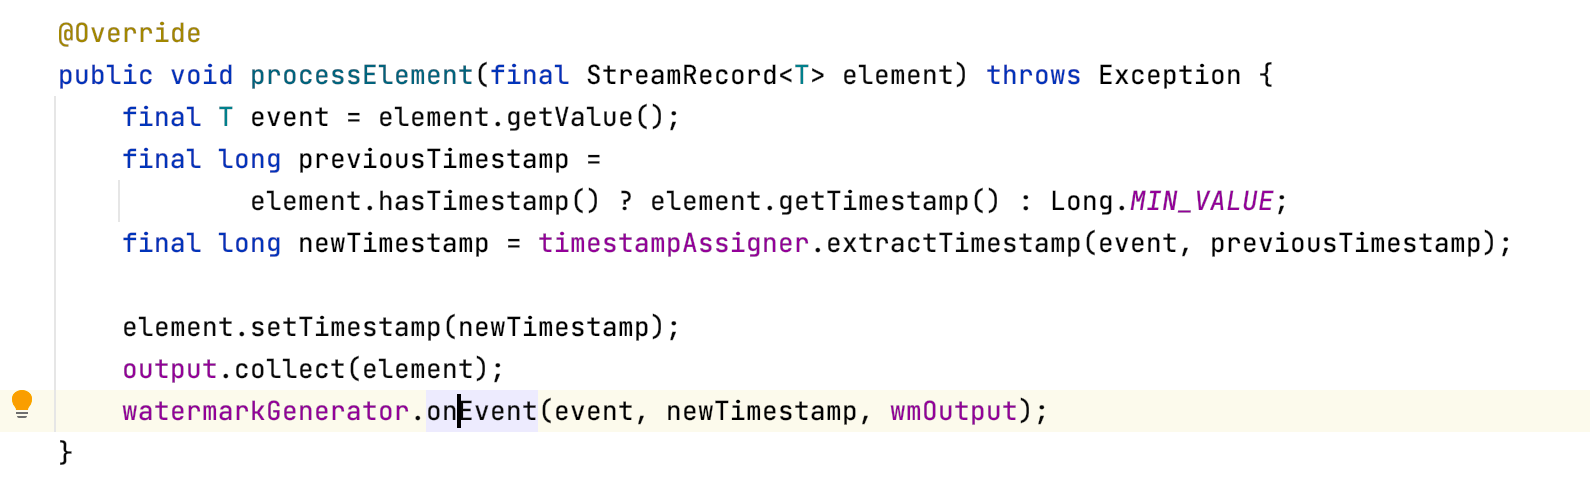 @Override
public void processElement(final StreamRecord<T> element) throws Exception {
final T event = element.getValue();
final long previousTimestamp =
element.hasTimestamp() ? element.getTimestamp() : Long.MIN_VALUE;
final long newTimestamp = timestampAssigner.extractTimestamp(event, previousTimestamp);
element.setTimestamp(newTimestamp);
output.collect(element);
watermarkGenerator.onEvent(event, newTimestamp, wmOutput);
}